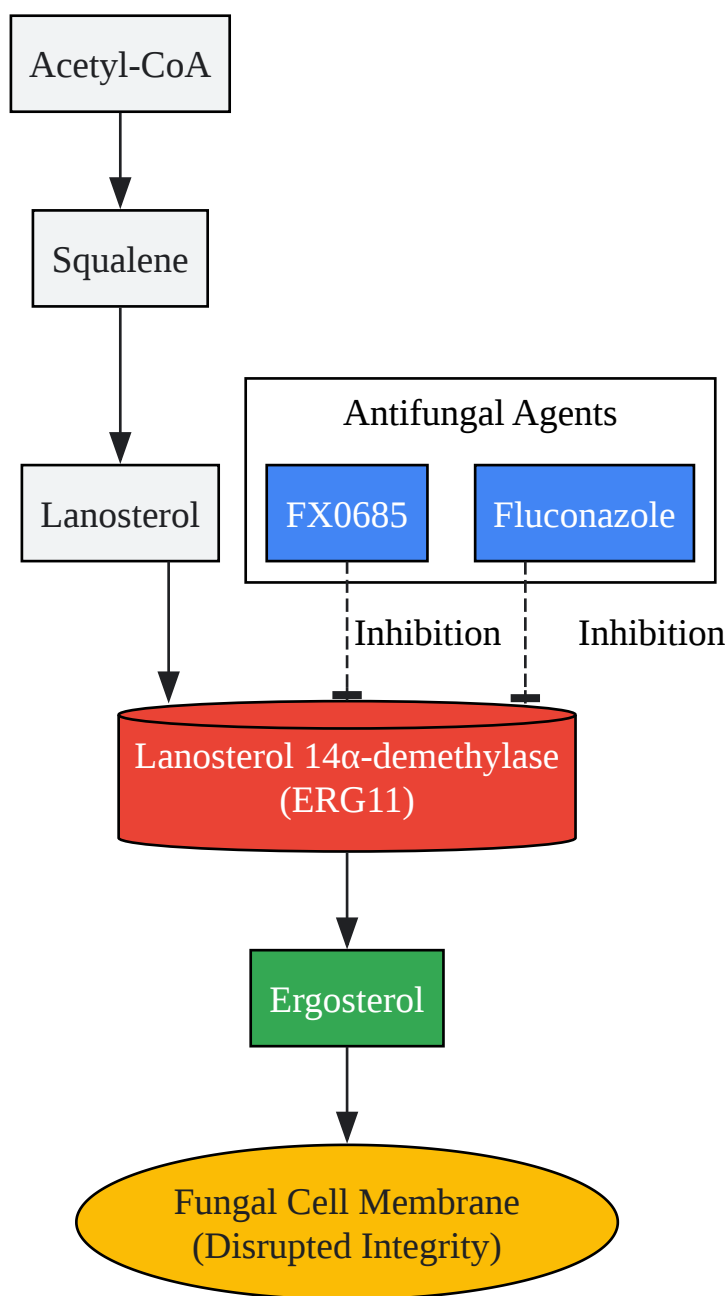 Acetyl-CoA
Squalene
Antifungal Agents
Lanosterol
FX0685
Fluconazole
Inhibition
Inhibition
Lanosterol 14α-demethylase
(ERG11)
Ergosterol
Fungal Cell Membrane
(Disrupted Integrity)